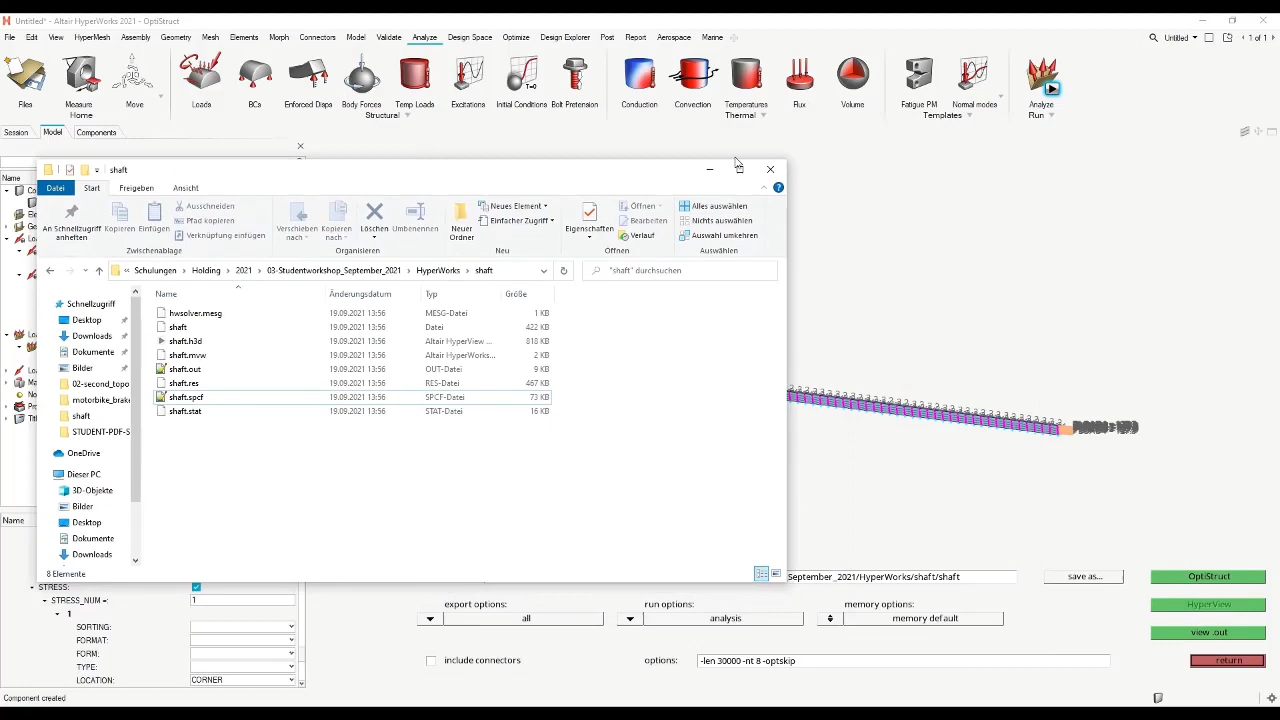 Untitled* - Altair HyperWorks 2021 - OptiStruct
File Edit View HyperMesh Assembly Geometry Mesh Elements Morph Connectors Model Validate Analyze Design Space Optimize Design Explorer Post Report Aerospace Marine Untitled 1 of 1
Files Measure Move Loads BCs Enforced Disps Body Forces Temp Loads Excitations Initial Conditions Bolt Pretension Conduction Convection Temperatures Flux Volume Fatigue PM Normal modes Analyze
Home Structural Thermal Templates Run
Session Model Components
shaft
Name
Datei Start Freigeben Ansicht
An Schnellzugriff anheften
Kopieren
Einfügen
Ausschneiden
Pfad kopieren
Verknüpfung einfügen
Zwischenablage
Verschieben nach
Kopieren nach
Löschen
Umbenennen
Organisieren
Neuer Ordner
Neues Element
Einfacher Zugriff
Neu
Eigenschaften
Öffnen
Bearbeiten
Verlauf
Öffnen
Alles auswählen
Nichts auswählen
Auswahl umkehren
Auswählen
« Schulungen > Holding > 2021 > 03-Studentworkshop_September_2021 > HyperWorks > shaft
"shaft" durchsuchen
Name Änderungsdatum Typ Größe
hwsolver.mesg 19.09.2021 13:56 MESG-Datei 1 KB
shaft 19.09.2021 13:56 Datei 422 KB
shaft.h3d 19.09.2021 13:56 Altair HyperView ... 818 KB
shaft.mvw 19.09.2021 13:56 Altair HyperWorks... 2 KB
shaft.out 19.09.2021 13:56 OUT-Datei 9 KB
shaft.res 19.09.2021 13:56 RES-Datei 467 KB
shaft.spcf 19.09.2021 13:56 SPCF-Datei 73 KB
shaft.stat 19.09.2021 13:56 STAT-Datei 16 KB
Schnellzugriff
Desktop
Downloads
Dokumente
Bilder
02-second_topo
motorbike_brake
shaft
STUDENT-PDF-S
OneDrive
Dieser PC
3D-Objekte
Bilder
Desktop
Dokumente
Downloads
8 Elemente
Name
STRESS:
STRESS_NUM = 1
1
SORTING:
FORMAT:
FORM:
TYPE:
LOCATION: CORNER
September_2021/HyperWorks/shaft/shaft save as... OptiStruct
export options: run options: memory options: HyperView
all analysis memory default
view .out
include connectors options: -len 30000 -nt 8 -optskip return
Component created